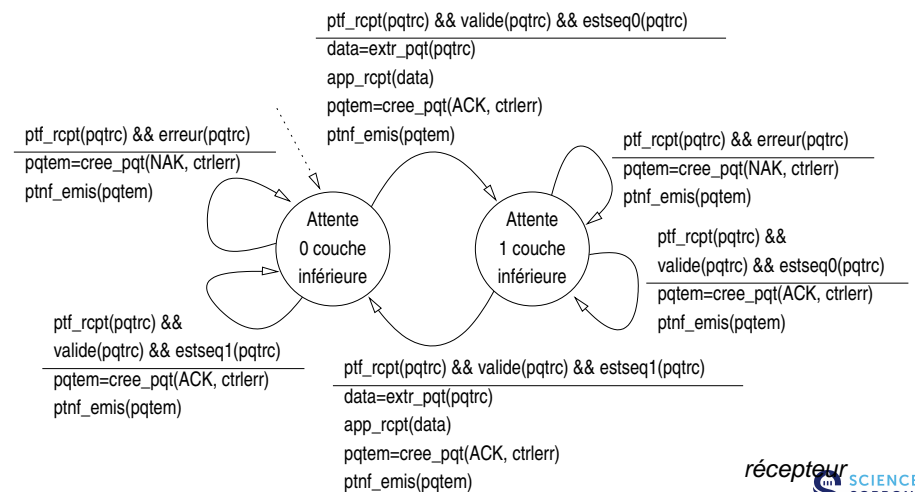 ptf_rcpt(pqtrc) && valide(pqtrc) && estseq0(pqtrc)
data=extr_pqt(pqtrc)
app_rcpt(data)
pqtem=cree_pqt(ACK, ctrlerr)
ptnf_emis(pqtem)
ptf_rcpt(pqtrc) && erreur(pqtrc)
pqtem=cree_pqt(NAK, ctrlerr)
ptnf_emis(pqtem)
ptf_rcpt(pqtrc) && erreur(pqtrc)
pqtem=cree_pqt(NAK, ctrlerr)
ptnf_emis(pqtem)
Attente
0 couche
inférieure
Attente
1 couche
inférieure
ptf_rcpt(pqtrc) &&
valide(pqtrc) && estseq0(pqtrc)
pqtem=cree_pqt(ACK, ctrlerr)
ptnf_emis(pqtem)
ptf_rcpt(pqtrc) &&
valide(pqtrc) && estseq1(pqtrc)
pqtem=cree_pqt(ACK, ctrlerr)
ptnf_emis(pqtem)
ptf_rcpt(pqtrc) && valide(pqtrc) && estseq1(pqtrc)
data=extr_pqt(pqtrc)
app_rcpt(data)
pqtem=cree_pqt(ACK, ctrlerr)
ptnf_emis(pqtem)
récepteur
SCIENCE